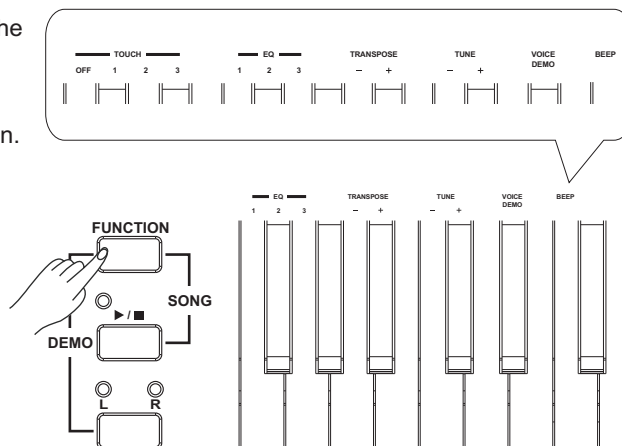 he
n.
TOUCH EQ TRANSPOSE TUNE VOICE DEMO BEEP
OFF 1 2 3 1 2 3 − + − +
EQ TRANSPOSE TUNE VOICE DEMO BEEP
1 2 3 − + − +
FUNCTION
SONG
▶ / ■
DEMO
L R